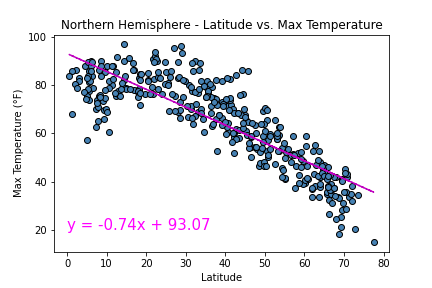 Northern Hemisphere - Latitude vs. Max Temperature
100
80
60
40
20
Max Temperature (°F)
y = -0.74x + 93.07
0 10 20 30 40 50 60 70 80
Latitude